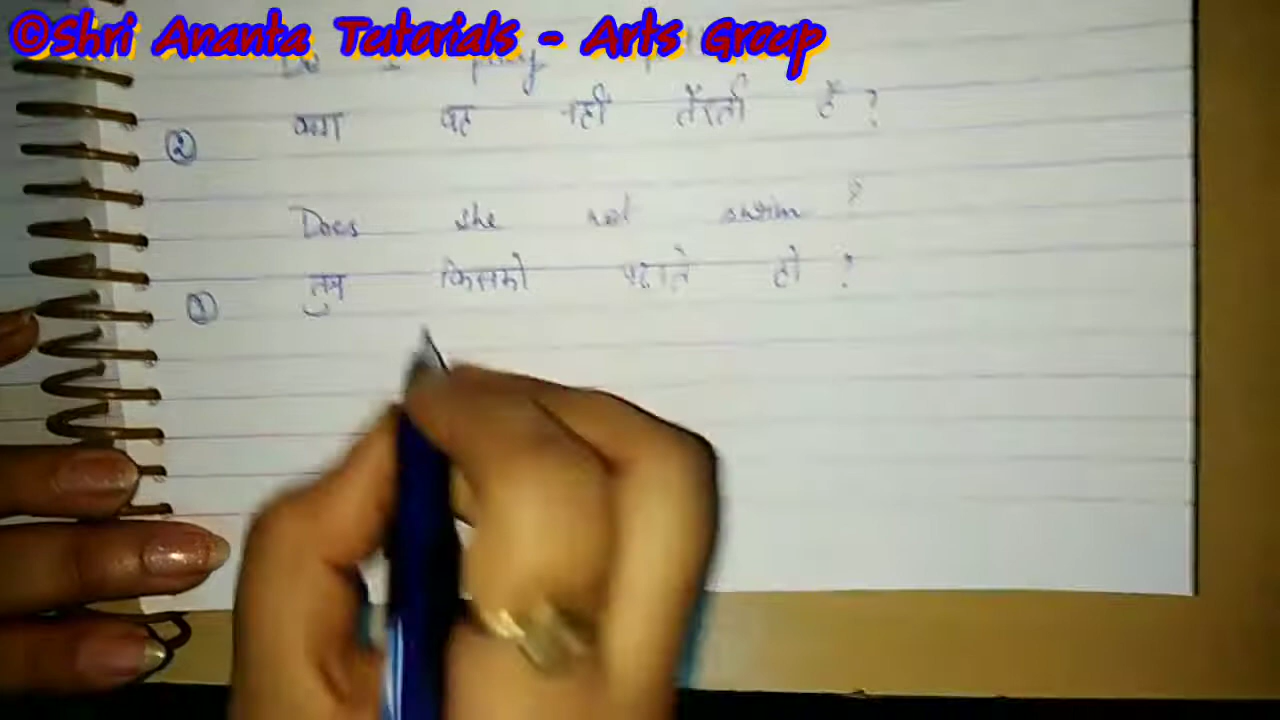 ©Shri Ananta Tutorials - Arts Group
② क्या वह नहीं तैरती है ?
Does she not swim ?
③ तुम किसको पढ़ाते हो ?